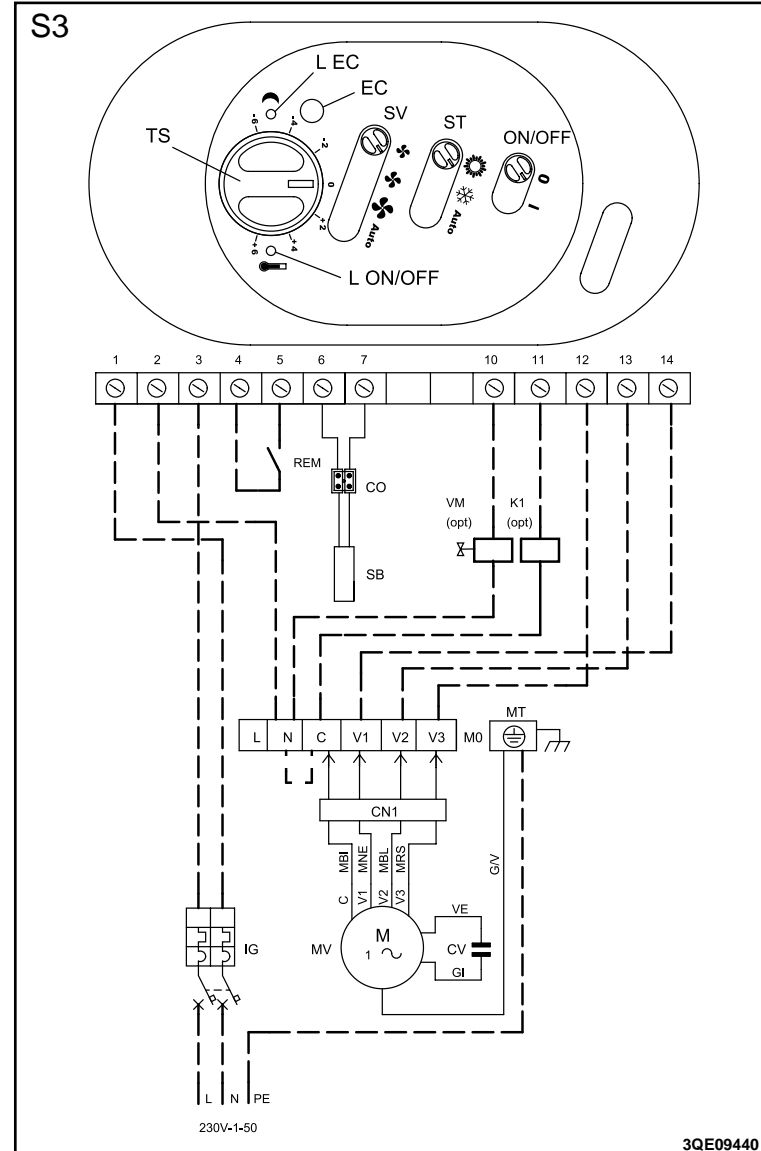 S3
L EC
EC
SV
ST
ON/OFF
TS
-6 -4 -2 0 +2 +4 +6
Auto
Auto
0 I
L ON/OFF
1 2 3 4 5 6 7 10 11 12 13 14
REM
CO
SB
VM
(opt)
K1
(opt)
L N C V1 V2 V3 M0 MT
CN1
MBI MNE MBL MRS
C V1 V2 V3
G/V
VE
MV M CV
1
GI
IG
L N PE
230V-1-50
3QE09440